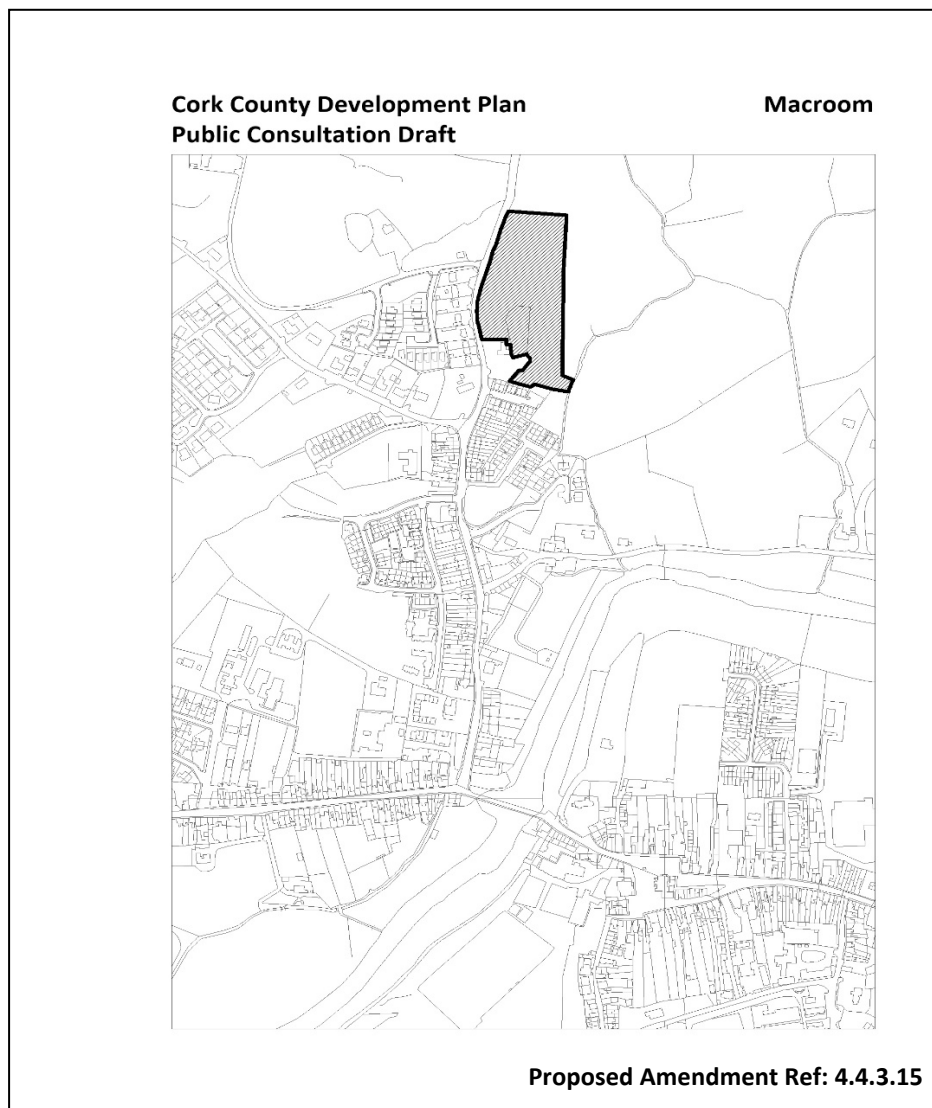 Cork County Development Plan Macroom
Public Consultation Draft
Proposed Amendment Ref: 4.4.3.15